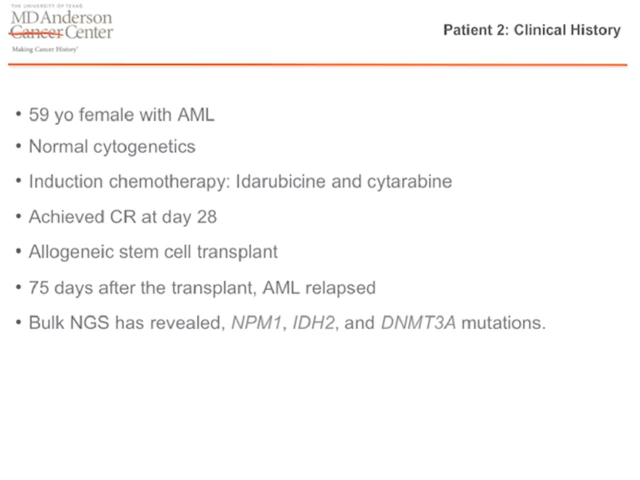 THE UNIVERSITY OF TEXAS
MD Anderson
Cancer Center
Making Cancer History®
Patient 2: Clinical History
• 59 yo female with AML
• Normal cytogenetics
• Induction chemotherapy: Idarubicine and cytarabine
• Achieved CR at day 28
• Allogeneic stem cell transplant
• 75 days after the transplant, AML relapsed
• Bulk NGS has revealed, NPM1, IDH2, and DNMT3A mutations.